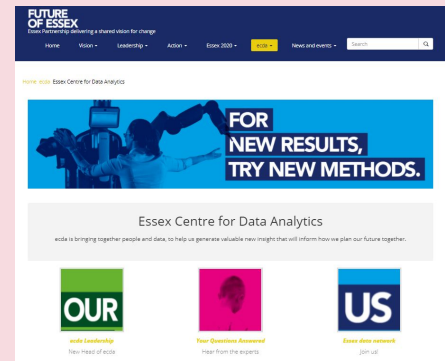 FUTURE
OF ESSEX
Essex Partnership delivering a shared vision for change
Home Vision Leadership Action Essex 2020 ecda News and events Search
Home ecda Essex Centre for Data Analytics
FOR
NEW RESULTS,
TRY NEW METHODS.
Essex Centre for Data Analytics
ecda is bringing together people and data, to help us generate valuable new insight that will inform how we plan our future together.
OUR
US
ecda Leadership Your Questions Answered Essex data network
New Head of ecda Hear from the experts Join us!